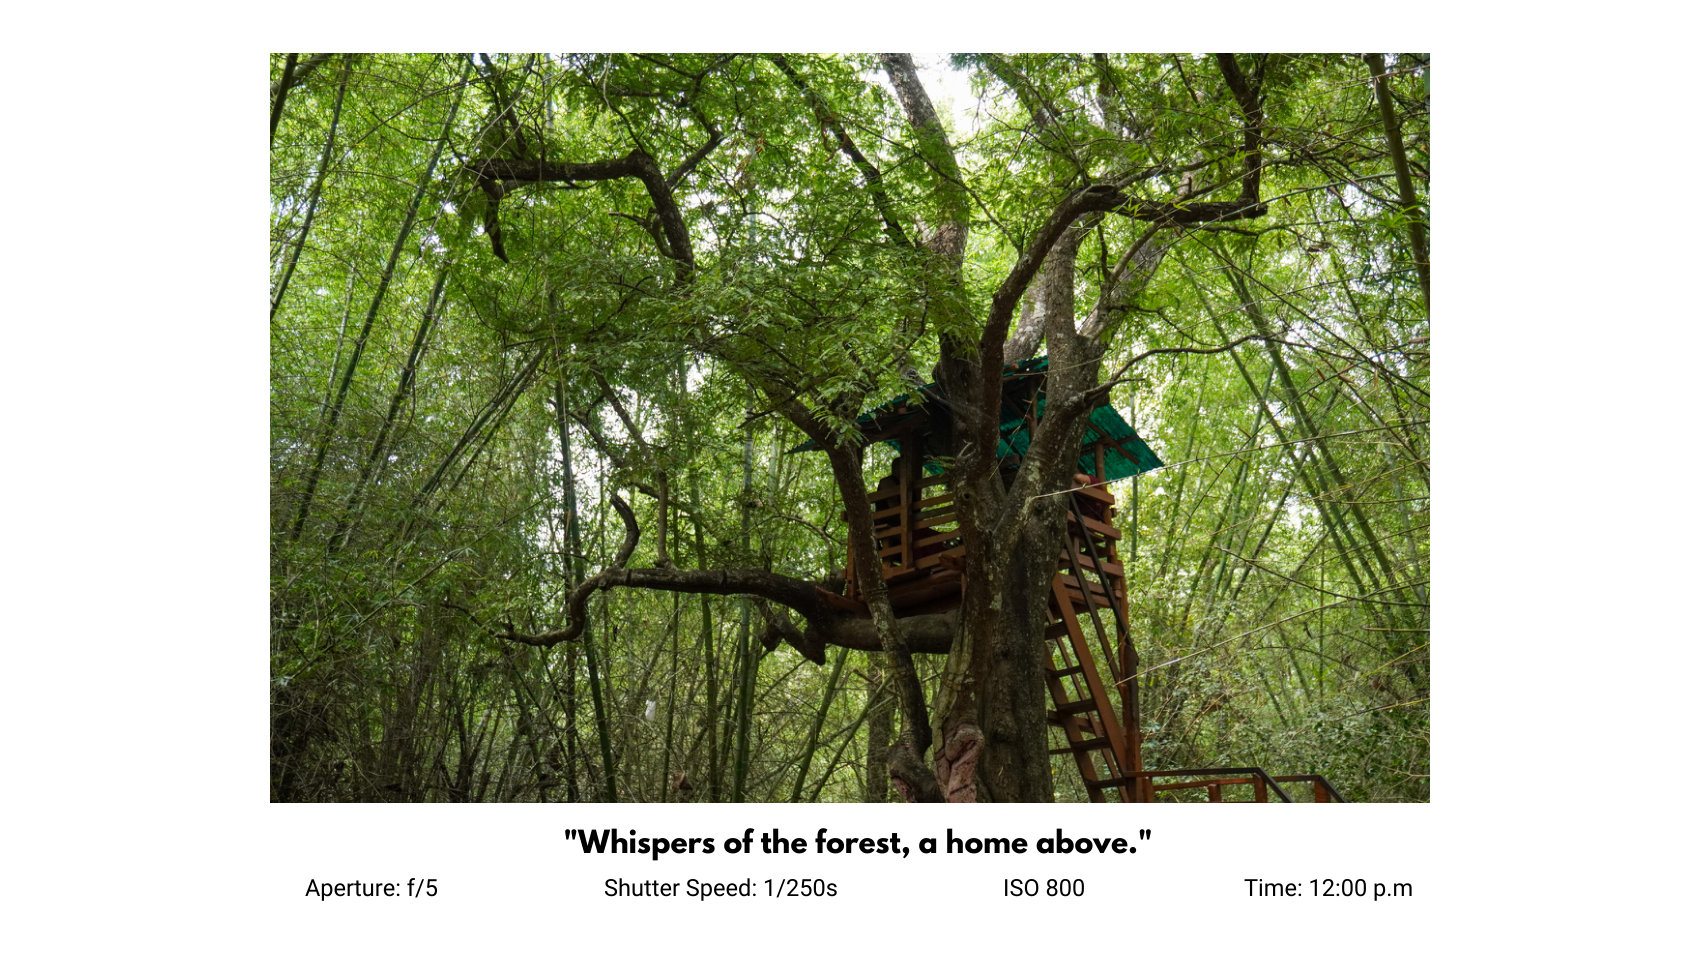 "Whispers of the forest, a home above."
Aperture: f/5 Shutter Speed: 1/250s ISO 800 Time: 12:00 p.m